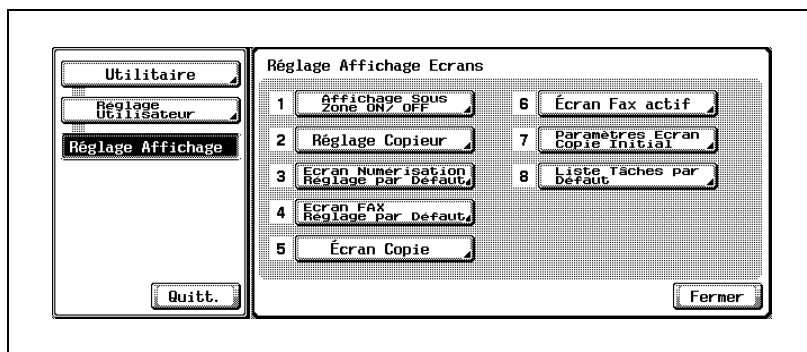 Utilitaire
Réglage
Utilisateur
Réglage Affichage
Quitt.
Réglage Affichage Ecrans
1 Affichage Sous
Zone ON/ OFF
2 Réglage Copieur
3 Ecran Numérisation
Réglage par Défaut
4 Ecran FAX
Réglage par Défaut
5 Écran Copie
6 Écran Fax actif
7 Paramètres Ecran
Copie Initial
8 Liste Tâches par
Défaut
Fermer